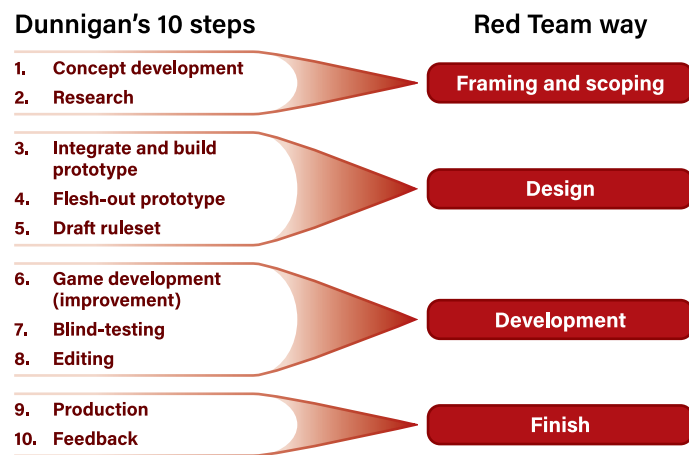 Dunnigan's 10 steps
Red Team way
1. Concept development
2. Research
Framing and scoping
3. Integrate and build
prototype
4. Flesh-out prototype
5. Draft ruleset
Design
6. Game development
(improvement)
7. Blind-testing
8. Editing
Development
9. Production
10. Feedback
Finish